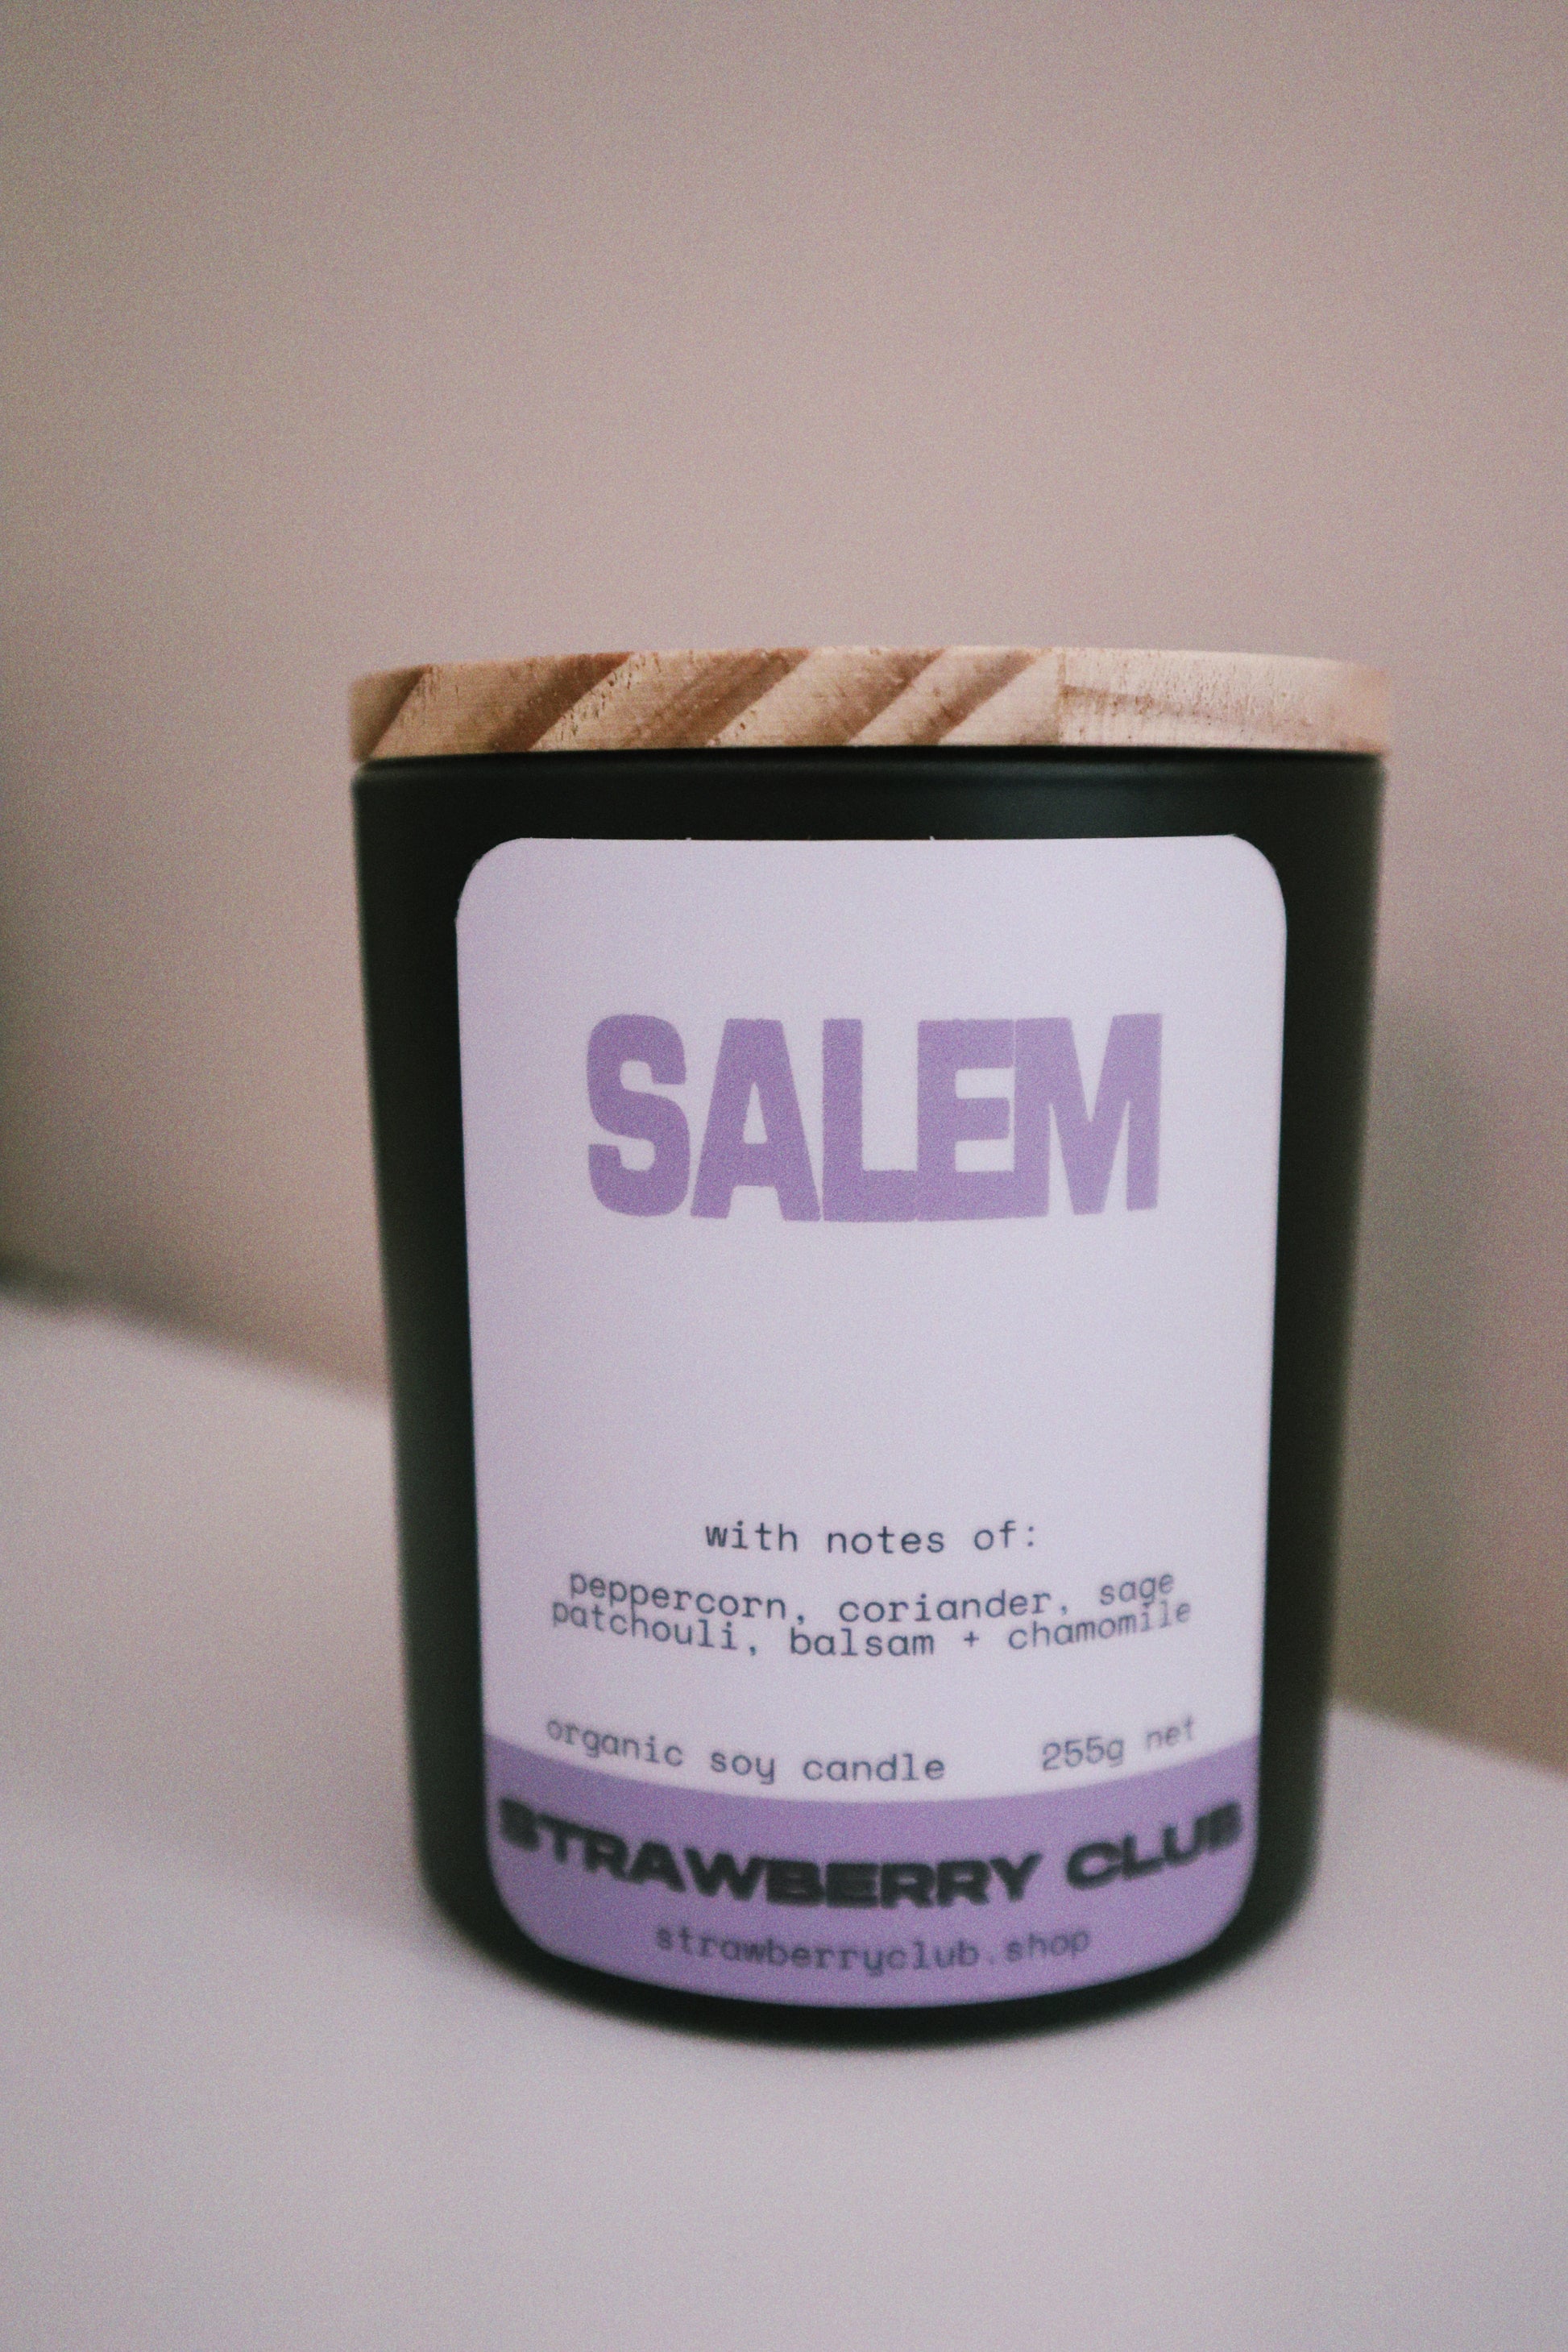 SALEM
with notes of:
peppercorn, coriander, sage
patchouli, balsam + chamomile
organic soy candle 255g net
STRAWBERRY CLUB
strawberryclub.shop